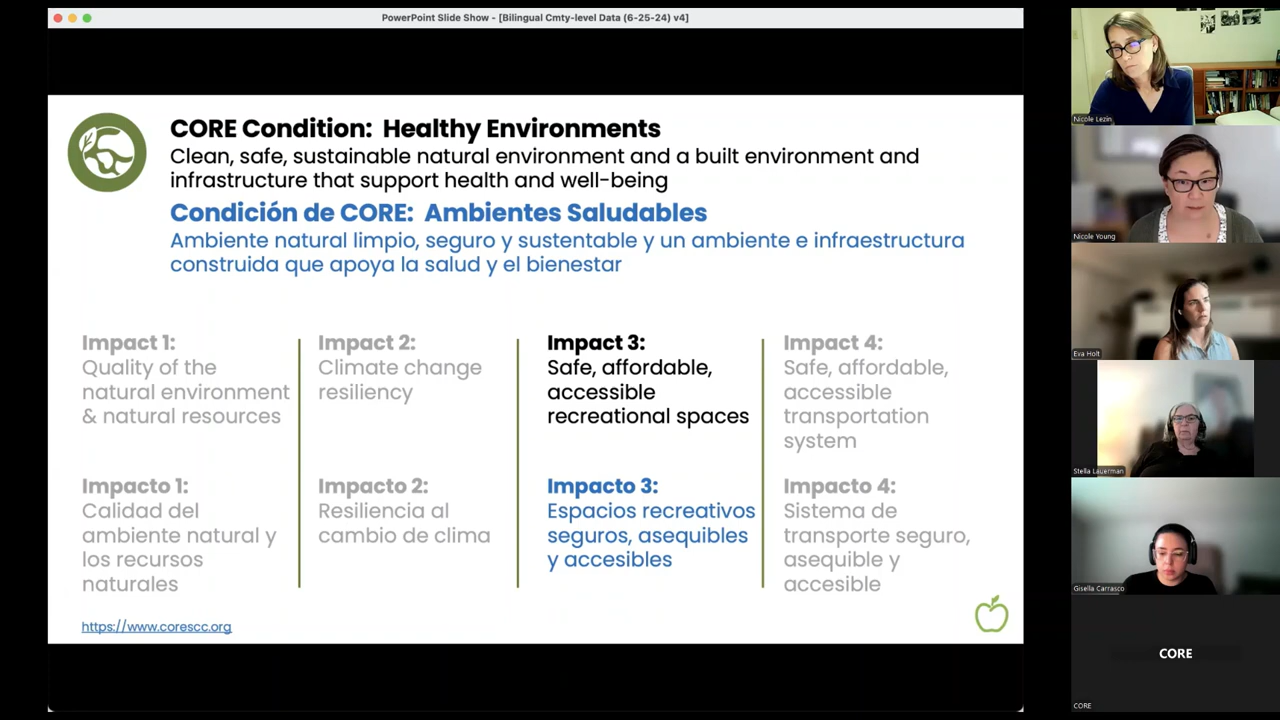 PowerPoint Slide Show - [Bilingual Cmty-level Data (6-25-24) v4]
CORE Condition: Healthy Environments
Clean, safe, sustainable natural environment and a built environment and
infrastructure that support health and well-being
Condición de CORE: Ambientes Saludables
Ambiente natural limpio, seguro y sustentable y un ambiente e infraestructura
construida que apoya la salud y el bienestar
Impact 1:
Quality of the
natural environment
& natural resources
Impact 2:
Climate change
resiliency
Impact 3:
Safe, affordable,
accessible
recreational spaces
Impact 4:
Safe, affordable,
accessible
transportation
system
Impacto 1:
Calidad del
ambiente natural y
los recursos
naturales
Impacto 2:
Resiliencia al
cambio de clima
Impacto 3:
Espacios recreativos
seguros, asequibles
y accesibles
Impacto 4:
Sistema de
transporte seguro,
asequible y
accesible
https://www.corescc.org
Nicole Lezin
Nicole Young
Eva Holt
Stella Lauerman
Gisella Carrasco
CORE
CORE